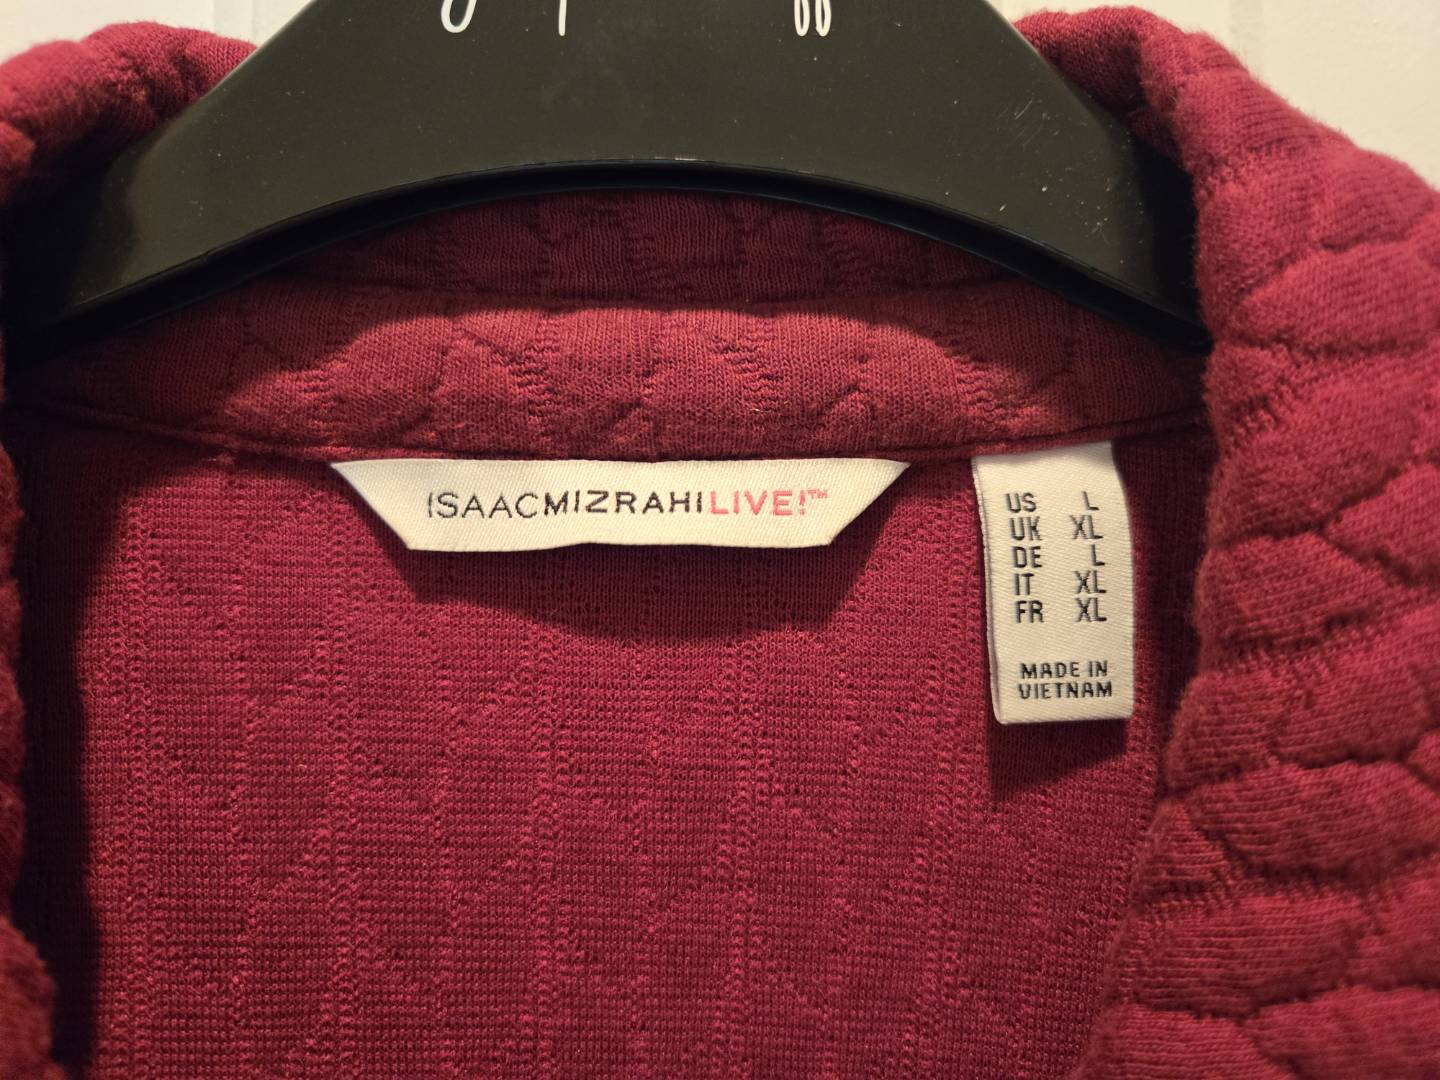 ISAACMIZRAHILIVE!™
US L
UK XL
DE L
IT XL
FR XL
MADE IN
VIETNAM